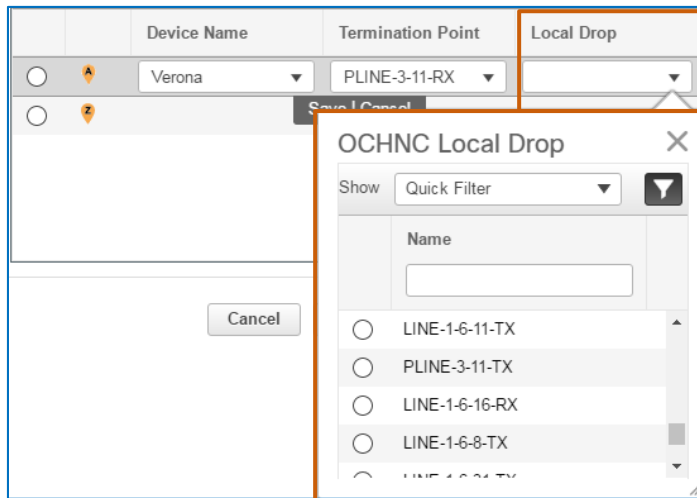 Device Name Termination Point Local Drop
A Verona PLINE-3-11-RX
Z
Save | Cancel
OCHNC Local Drop
Show Quick Filter
Name
Cancel
LINE-1-6-11-TX
PLINE-3-11-TX
LINE-1-6-16-RX
LINE-1-6-8-TX